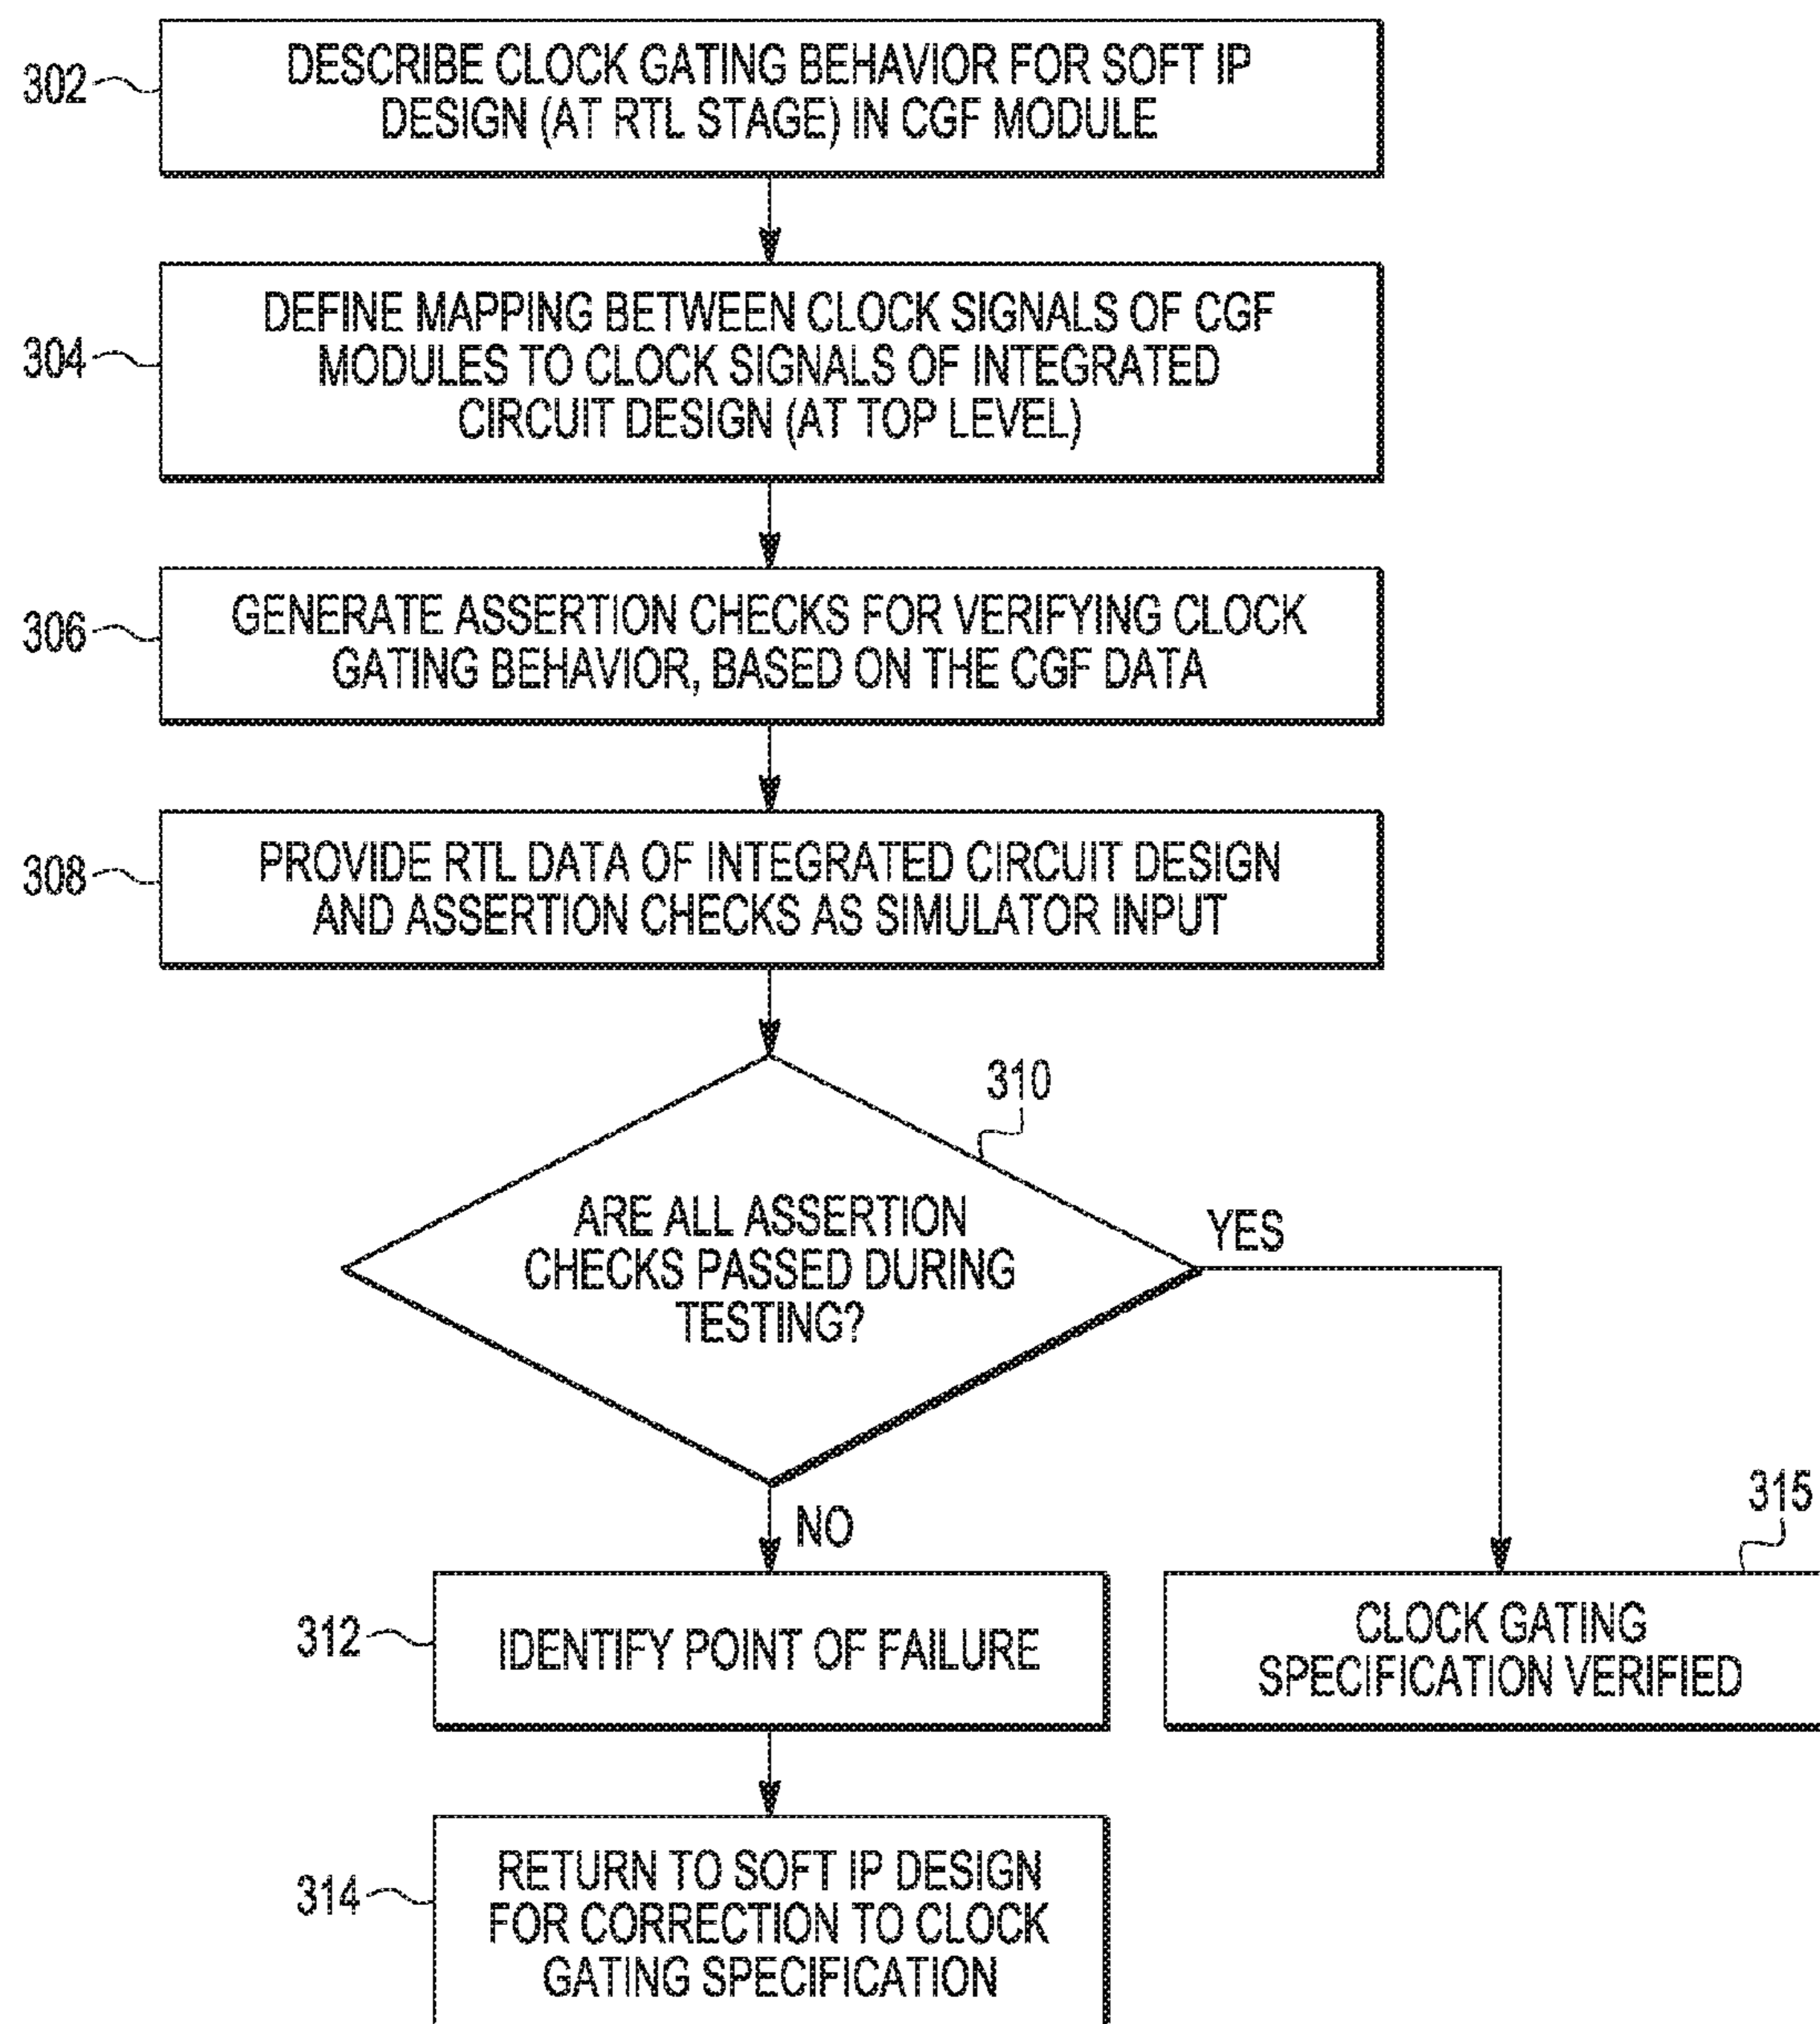 302
DESCRIBE CLOCK GATING BEHAVIOR FOR SOFT IP
DESIGN (AT RTL STAGE) IN CGF MODULE
304
DEFINE MAPPING BETWEEN CLOCK SIGNALS OF CGF
MODULES TO CLOCK SIGNALS OF INTEGRATED
CIRCUIT DESIGN (AT TOP LEVEL)
306
GENERATE ASSERTION CHECKS FOR VERIFYING CLOCK
GATING BEHAVIOR, BASED ON THE CGF DATA
308
PROVIDE RTL DATA OF INTEGRATED CIRCUIT DESIGN
AND ASSERTION CHECKS AS SIMULATOR INPUT
310
ARE ALL ASSERTION
CHECKS PASSED DURING
TESTING?
YES
NO
312
IDENTIFY POINT OF FAILURE
315
CLOCK GATING
SPECIFICATION VERIFIED
314
RETURN TO SOFT IP DESIGN
FOR CORRECTION TO CLOCK
GATING SPECIFICATION